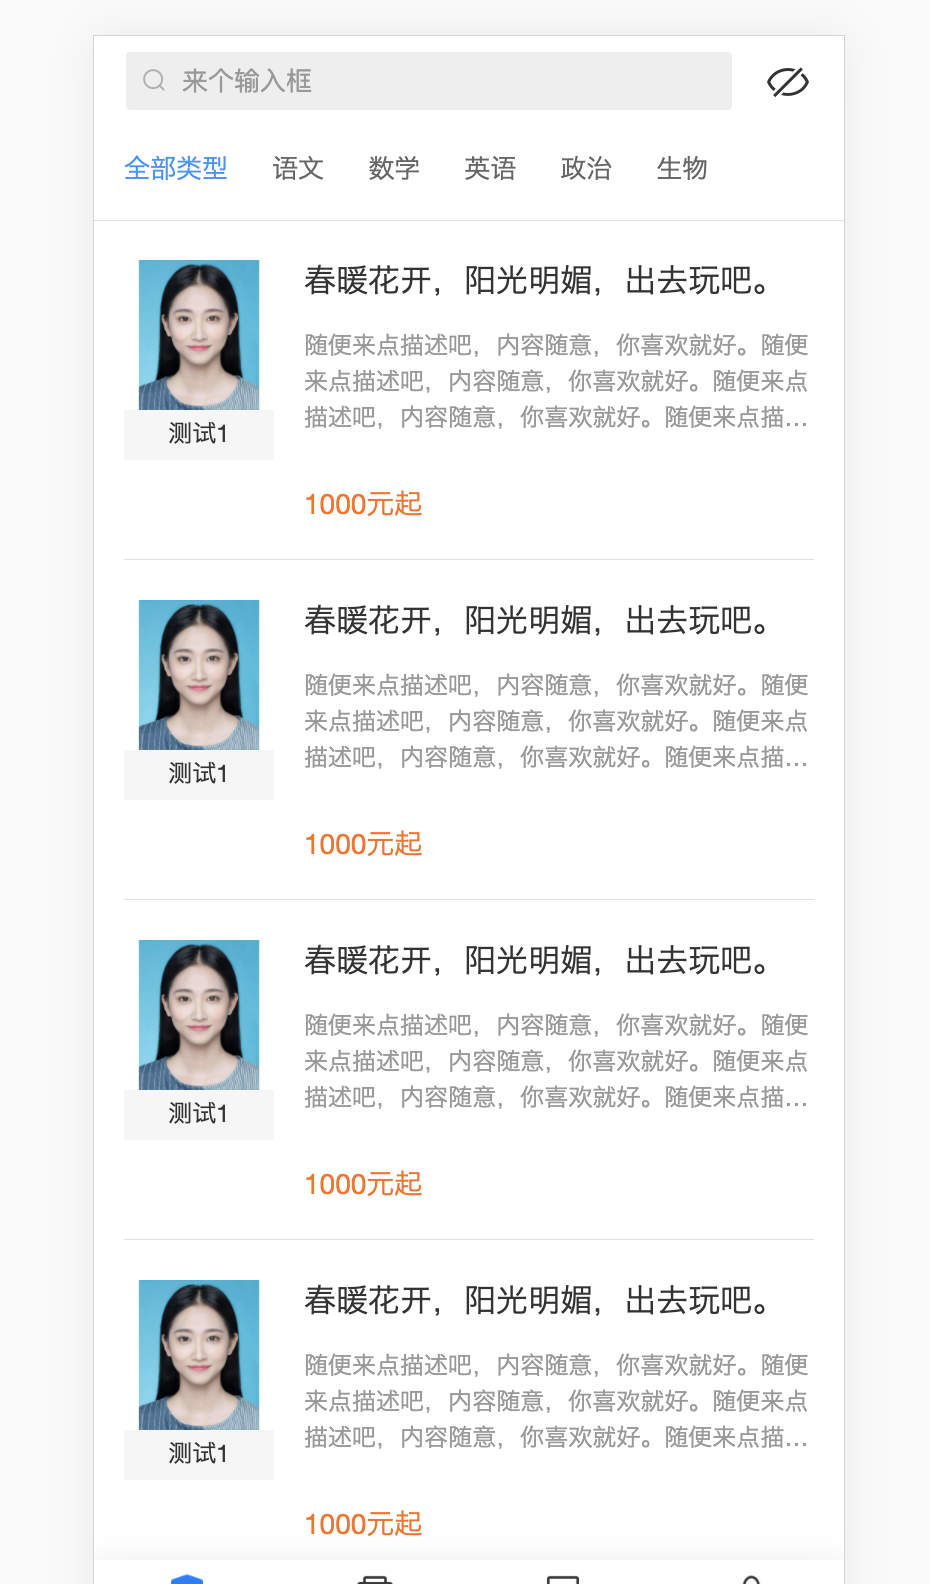 来个输入框
全部类型 语文 数学 英语 政治 生物
春暖花开，阳光明媚，出去玩吧。
随便来点描述吧，内容随意，你喜欢就好。随便
来点描述吧，内容随意，你喜欢就好。随便来点
描述吧，内容随意，你喜欢就好。随便来点描...
测试1
1000元起
春暖花开，阳光明媚，出去玩吧。
随便来点描述吧，内容随意，你喜欢就好。随便
来点描述吧，内容随意，你喜欢就好。随便来点
描述吧，内容随意，你喜欢就好。随便来点描...
测试1
1000元起
春暖花开，阳光明媚，出去玩吧。
随便来点描述吧，内容随意，你喜欢就好。随便
来点描述吧，内容随意，你喜欢就好。随便来点
描述吧，内容随意，你喜欢就好。随便来点描...
测试1
1000元起
春暖花开，阳光明媚，出去玩吧。
随便来点描述吧，内容随意，你喜欢就好。随便
来点描述吧，内容随意，你喜欢就好。随便来点
描述吧，内容随意，你喜欢就好。随便来点描...
测试1
1000元起